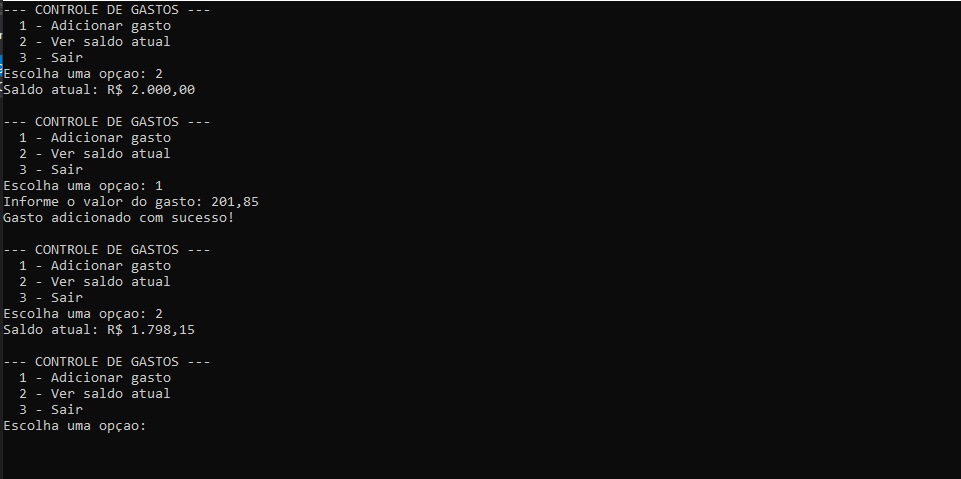 --- CONTROLE DE GASTOS ---
  1 - Adicionar gasto
  2 - Ver saldo atual
  3 - Sair
Escolha uma opçao: 2
Saldo atual: R$ 2.000,00

--- CONTROLE DE GASTOS ---
  1 - Adicionar gasto
  2 - Ver saldo atual
  3 - Sair
Escolha uma opçao: 1
Informe o valor do gasto: 201,85
Gasto adicionado com sucesso!

--- CONTROLE DE GASTOS ---
  1 - Adicionar gasto
  2 - Ver saldo atual
  3 - Sair
Escolha uma opçao: 2
Saldo atual: R$ 1.798,15

--- CONTROLE DE GASTOS ---
  1 - Adicionar gasto
  2 - Ver saldo atual
  3 - Sair
Escolha uma opçao: